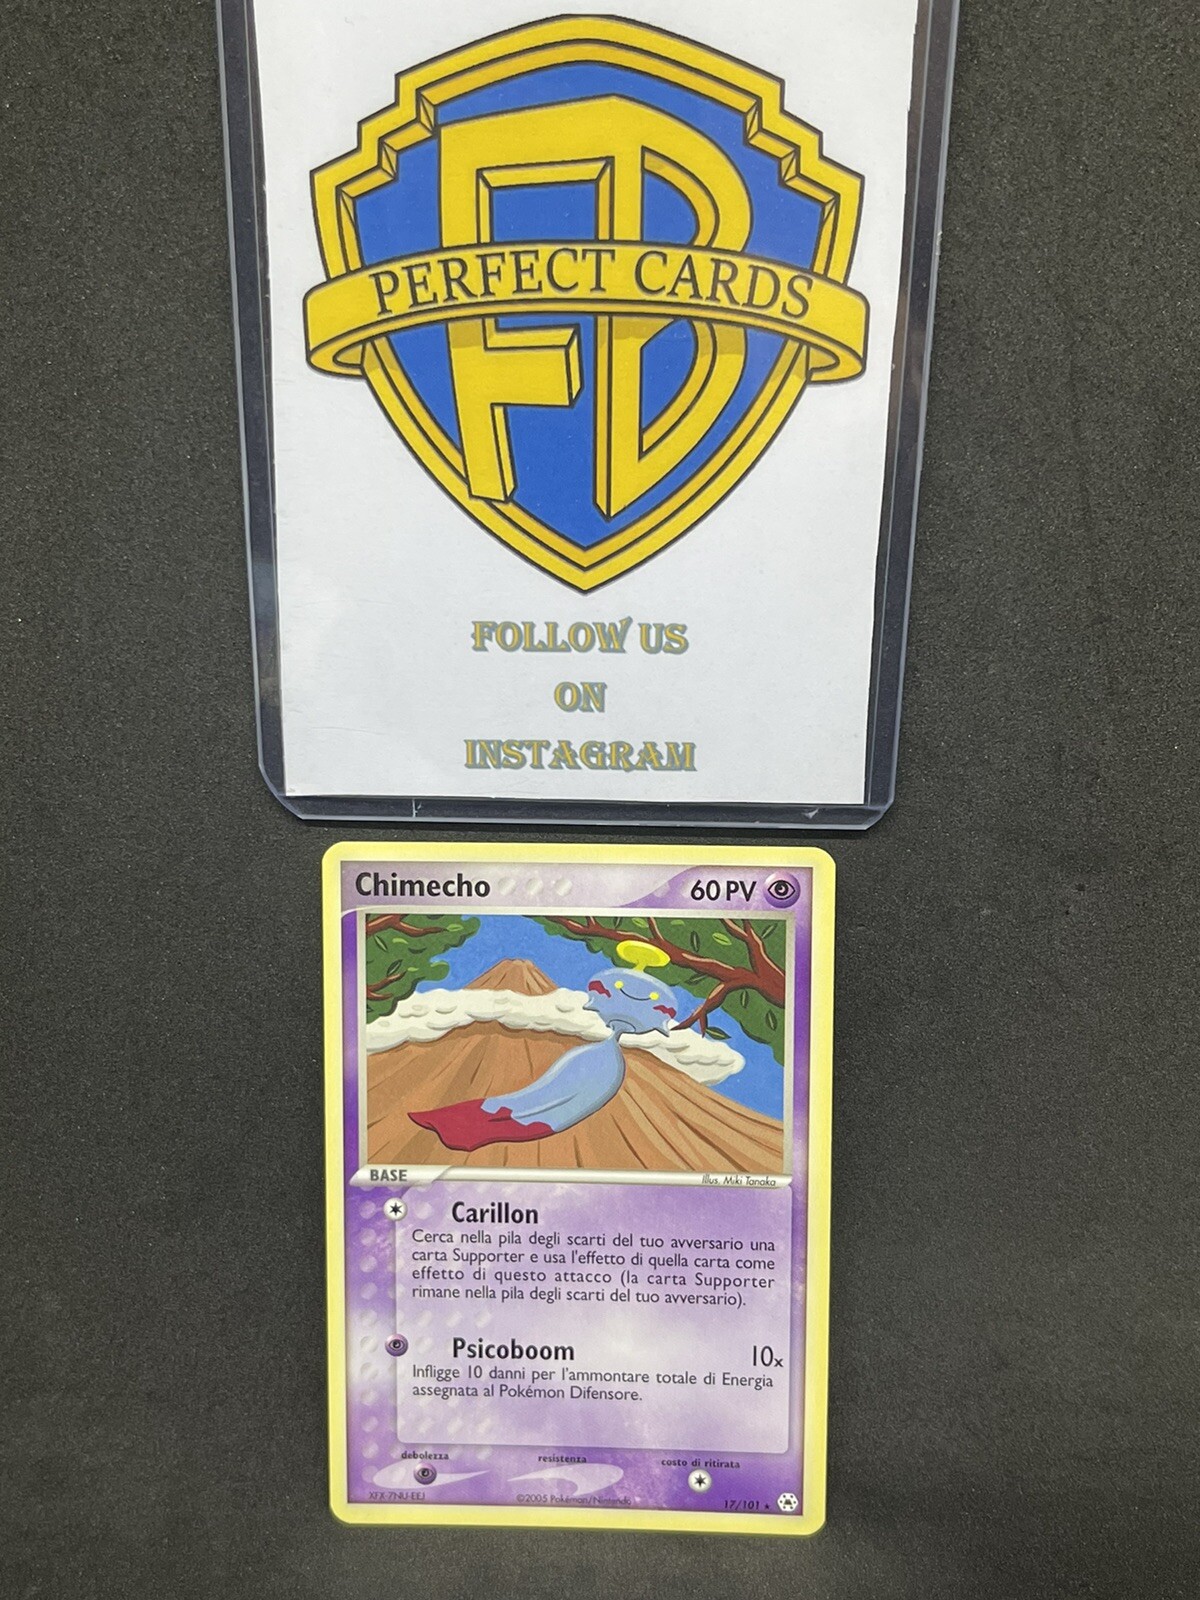 FB
PERFECT CARDS
FOLLOW US
ON
INSTAGRAM
Chimecho
60 PV
BASE
Illus. Miki Tanaka
Carillon
Cerca nella pila degli scarti del tuo avversario una
carta Supporter e usa l'effetto di quella carta come
effetto di questo attacco (la carta Supporter
rimane nella pila degli scarti del tuo avversario).
Psicoboom 10x
Infligge 10 danni per l'ammontare totale di Energia
assegnata al Pokémon Difensore.
debolezza resistenza costo di ritirata
XFX-7NU-EEJ ©2005 Pokémon/Nintendo 17/101 ★